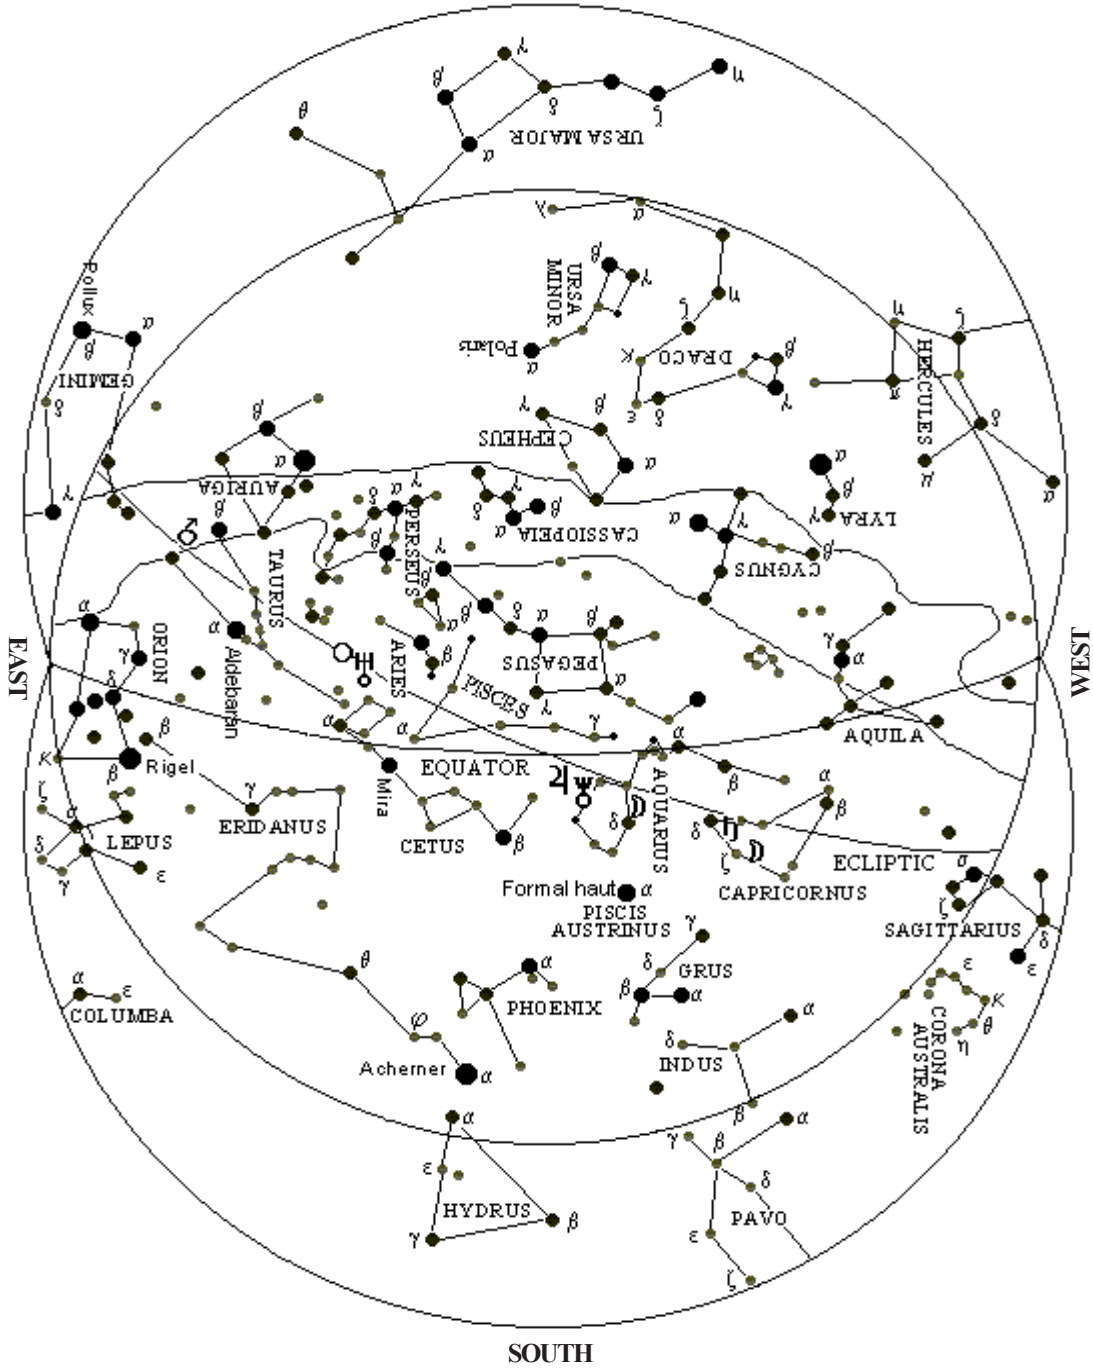 γ
η
β
θ
δ
ζ
URSA MAJOR
α
λ
α
Pollux
β
URSA
MINOR
γ
η
η
ζ
ζ
α
β
Polaris
α
κ
DRACO
β
HERCULES
GEMINI
π
δ
ε
δ
γ
β
γ
β
δ
CEPHEUS
α
α
α
μ
α
AURIGA
γ
δ
α
γ
γ
β
β
PERSEUS
δ
α
CASSIOPEIA
α
γ
LYRA
β
TAURUS
β
γ
CYGNUS
β
α
α
β
α
β
δ
α
β
γ
EAST
ORION
γ
Aldebaran
ARIES
β
PEGASUS
α
WEST
δ
PISCES
α
α
γ
γ
α
AQUILA
κ
β
β
Rigel
EQUATOR
β
ζ
γ
Mira
AQUARIUS
α
α
LEPUS
ERIDANUS
CETUS
β
δ
δ
β
δ
γ
ε
ζ
ECLIPTIC
σ
Formal haut
α
CAPRICORNUS
PISCIS
AUSTRINUS
γ
ζ
SAGITTARIUS
δ
ε
α
ε
θ
α
δ
GRUS
ε
COLUMBA
PHOENIX
β
α
κ
φ
α
θ
η
CORONA
AUSTRALIS
Acherner
α
δ
INDUS
α
β
α
γ
β
ε
δ
HYDRUS
β
PAVO
γ
ε
ζ
SOUTH